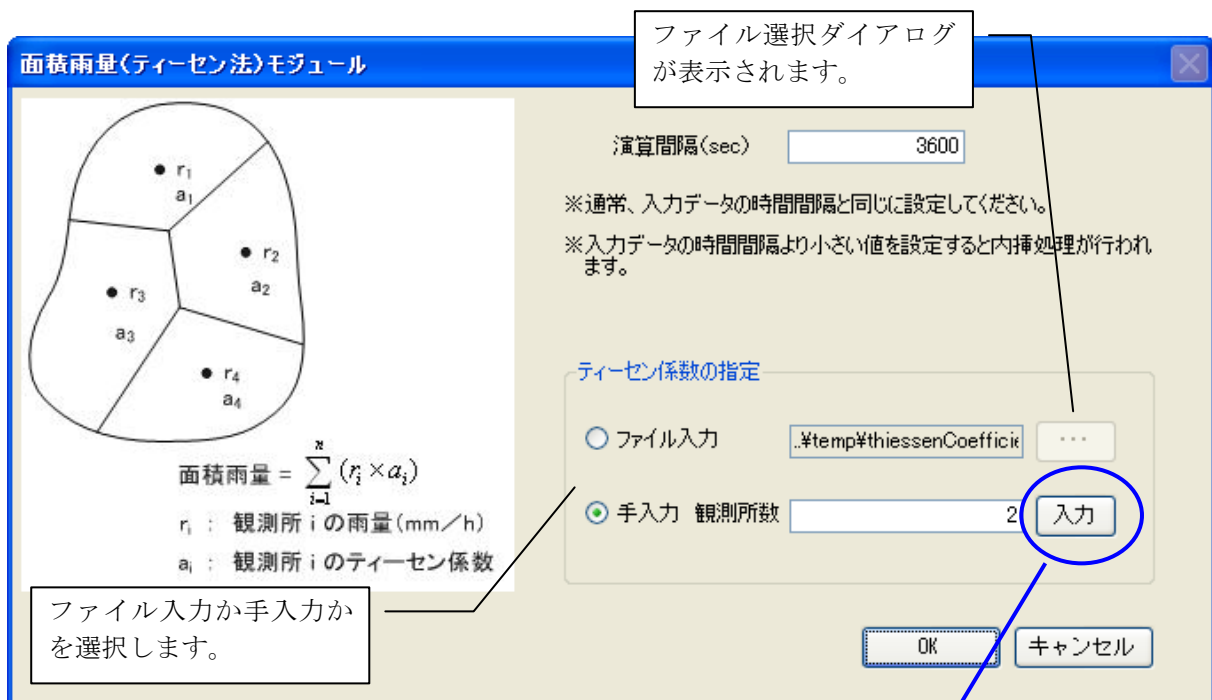 ファイル選択ダイアログ
が表示されます。
面積雨量(ティーセン法)モジュール
r₁
a₁
r₂
a₂
r₃
a₃
r₄
a₄
面積雨量 = n∑i=1 (rᵢ×aᵢ)
rᵢ : 観測所 i の雨量(mm/h)
aᵢ : 観測所 i のティーセン係数
演算間隔(sec) 3600
※通常、入力データの時間間隔と同じに設定してください。
※入力データの時間間隔より小さい値を設定すると内挿処理が行われ
ます。
ティーセン係数の指定
ファイル入力 ..¥temp¥thiessenCoefficie ...
手入力 観測所数 2 入力
ファイル入力か手入力か
を選択します。
OK キャンセル